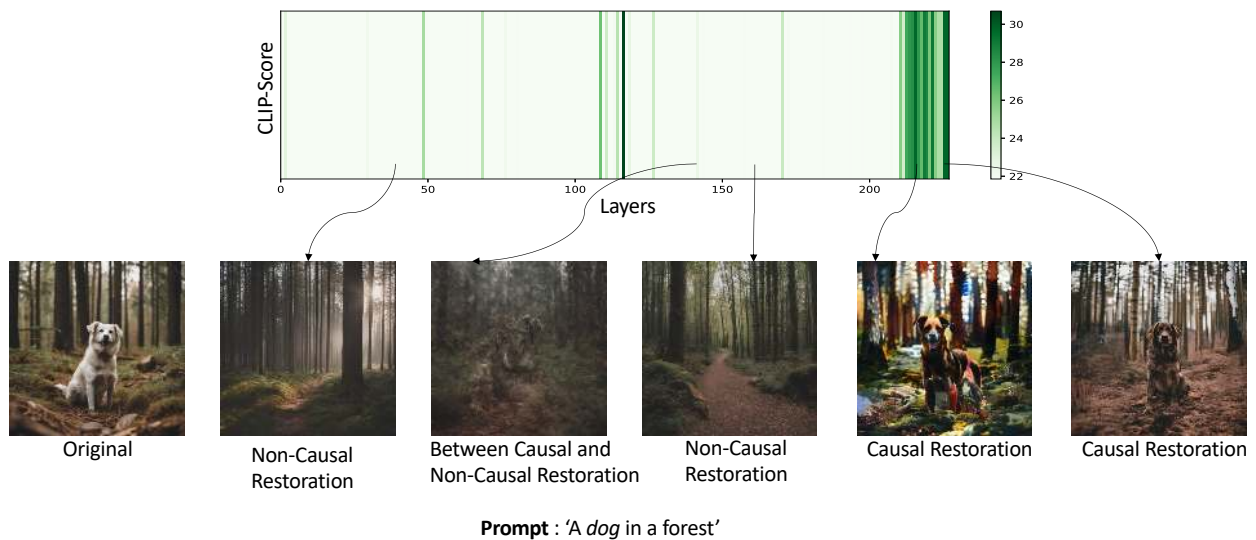 CLIP-Score
30
28
26
24
22
0
50
100
150
200
Layers
Original
Non-Causal
Restoration
Between Causal and
Non-Causal Restoration
Non-Causal
Restoration
Causal Restoration
Causal Restoration
Prompt : ‘A dog in a forest’